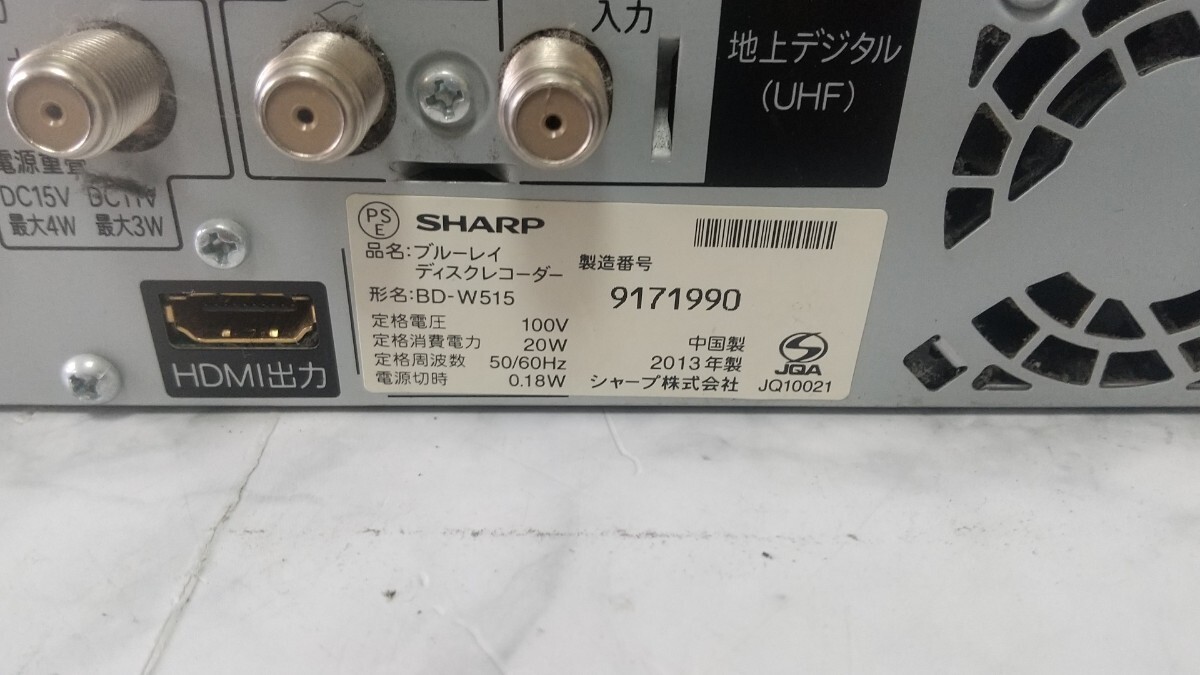 入力
地上デジタル
(UHF)
電源重畳
DC15V DC11V
最大4W 最大3W
HDMI出力
PS
E
SHARP
品名:ブルーレイ
ディスクレコーダー
形名:BD-W515
製造番号
9171990
定格電圧 100V
定格消費電力 20W
定格周波数 50/60Hz
電源切時 0.18W
中国製
2013年製
シャープ株式会社
JQA
JQ10021